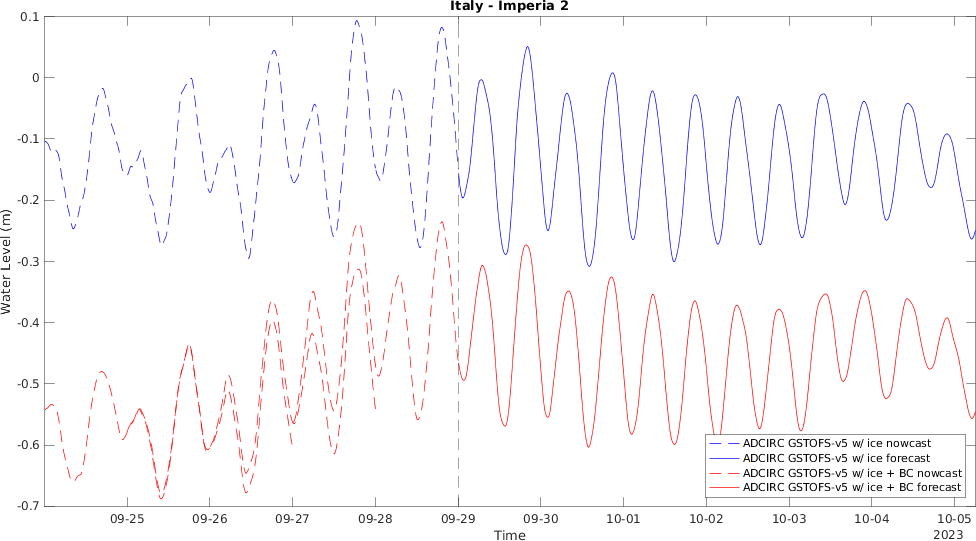 Italy - Imperia 2
0.1
0
-0.1
-0.2
-0.3
-0.4
-0.5
-0.6
-0.7
Water Level (m)
ADCIRC GSTOFS-v5 w/ ice nowcast
ADCIRC GSTOFS-v5 w/ ice forecast
ADCIRC GSTOFS-v5 w/ ice + BC nowcast
ADCIRC GSTOFS-v5 w/ ice + BC forecast
09-25 09-26 09-27 09-28 09-29 09-30 10-01 10-02 10-03 10-04 10-05
Time 2023